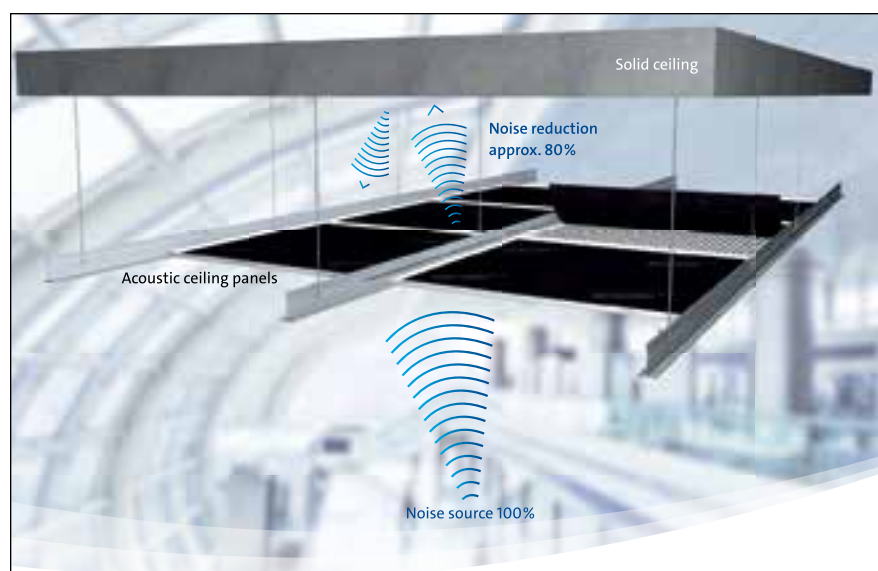 Solid ceiling
Noise reduction
approx. 80%
Acoustic ceiling panels
Noise source 100%